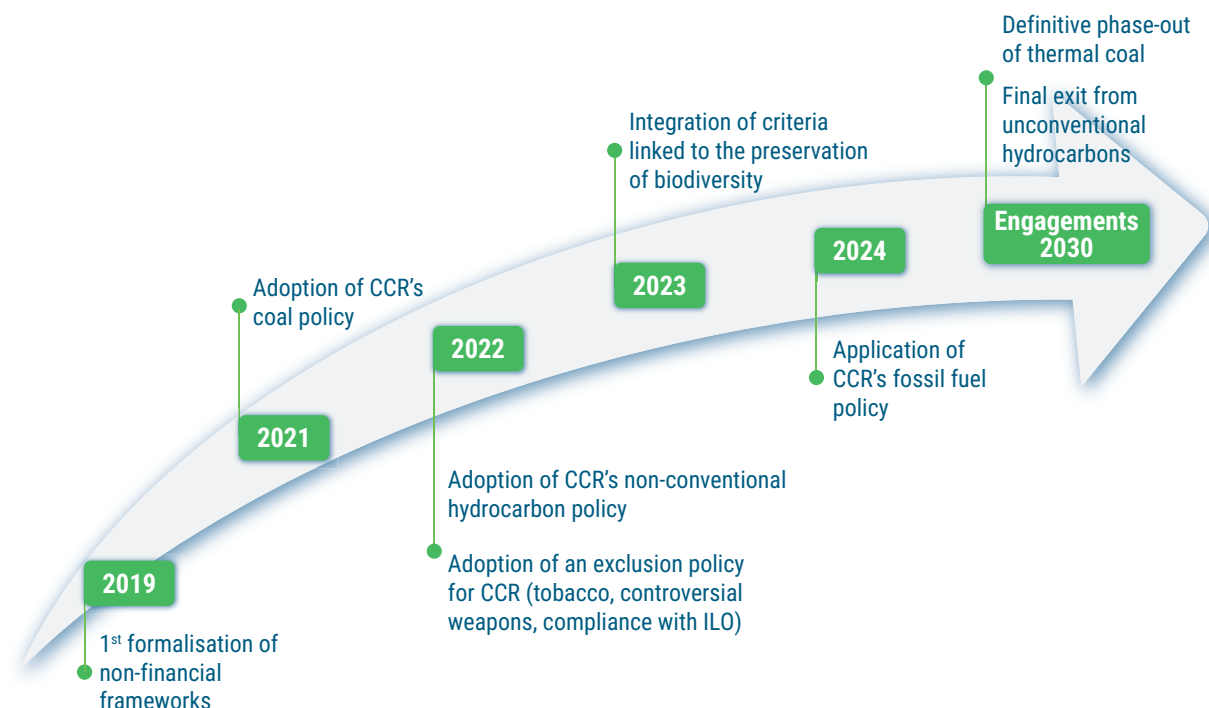 2019
1st formalisation of
non-financial
frameworks
2021
Adoption of CCR’s
coal policy
2022
Adoption of CCR’s non-conventional
hydrocarbon policy
Adoption of an exclusion policy
for CCR (tobacco, controversial
weapons, compliance with ILO)
2023
Integration of criteria
linked to the preservation
of biodiversity
2024
Application of
CCR’s fossil fuel
policy
Engagements
2030
Definitive phase-out
of thermal coal
Final exit from
unconventional
hydrocarbons